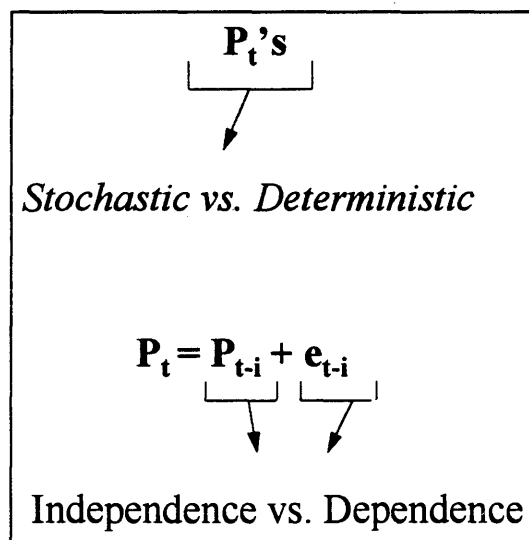 Pₜ's
Stochastic vs. Deterministic
Pₜ = Pₜ₋ᵢ + eₜ₋ᵢ
Independence vs. Dependence